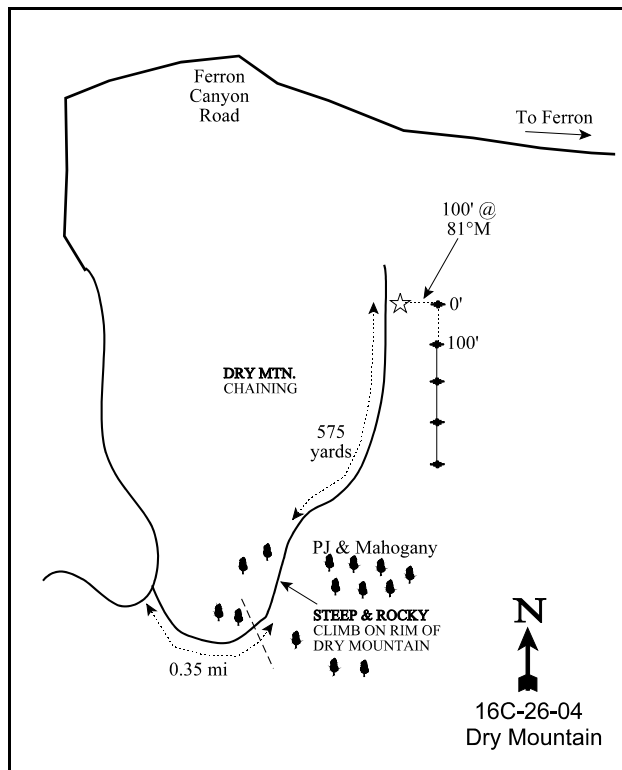 Ferron
Canyon
Road
To Ferron
100' @
81°M
0'
100'
DRY MTN.
CHAINING
575
yards
PJ & Mahogany
STEEP & ROCKY
CLIMB ON RIM OF
DRY MOUNTAIN
0.35 mi
N
16C-26-04
Dry Mountain